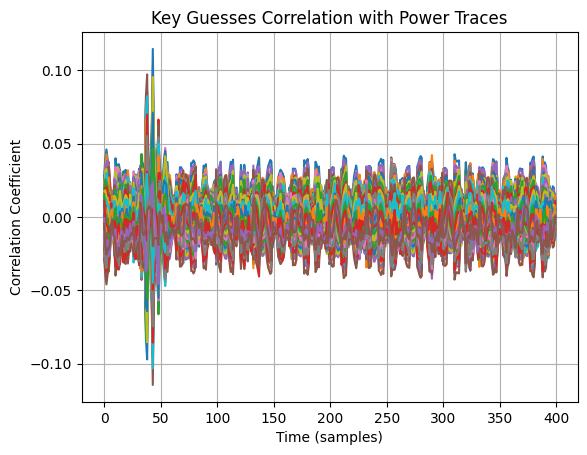 Key Guesses Correlation with Power Traces
Correlation Coefficient
0.10
0.05
0.00
−0.05
−0.10
0 50 100 150 200 250 300 350 400
Time (samples)